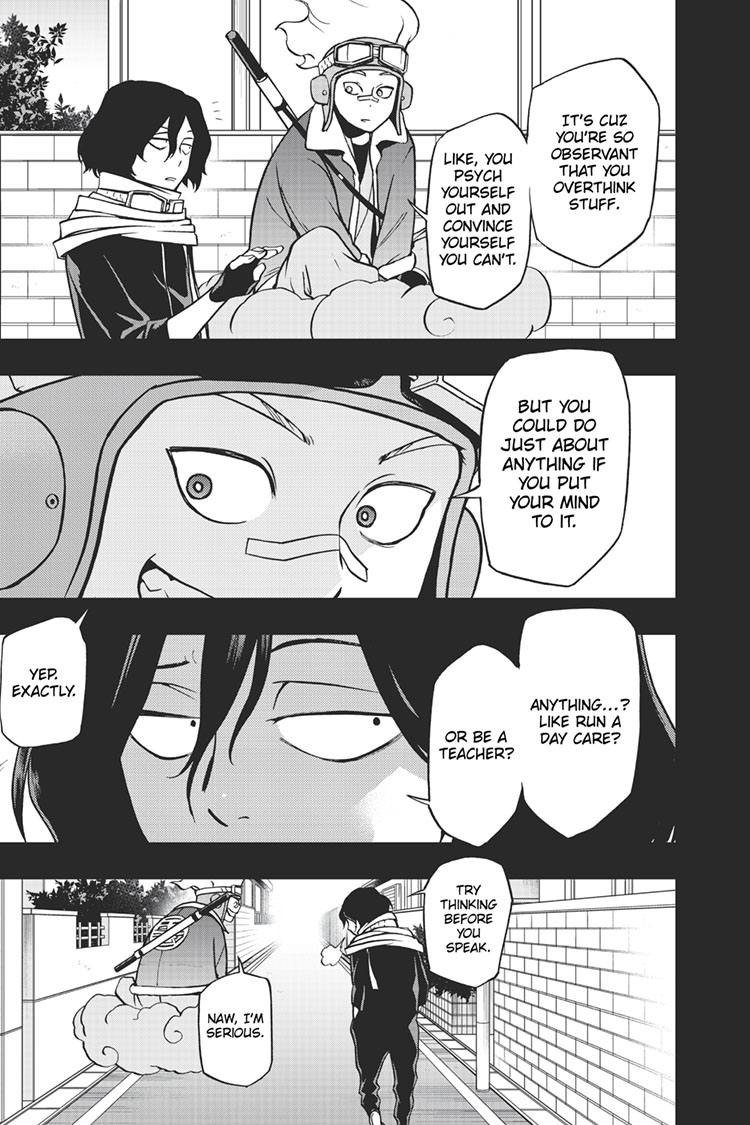 IT'S CUZ
YOU'RE SO
OBSERVANT
THAT YOU
OVERTHINK
STUFF.
LIKE, YOU
PSYCH
YOURSELF
OUT AND
CONVINCE
YOURSELF
YOU CAN'T.
BUT YOU
COULD DO
JUST ABOUT
ANYTHING IF
YOU PUT
YOUR MIND
TO IT.
ANYTHING...?
LIKE RUN A
DAY CARE?
OR BE A
TEACHER?
YEP.
EXACTLY.
TRY
THINKING
BEFORE
YOU
SPEAK.
NAW, I'M
SERIOUS.